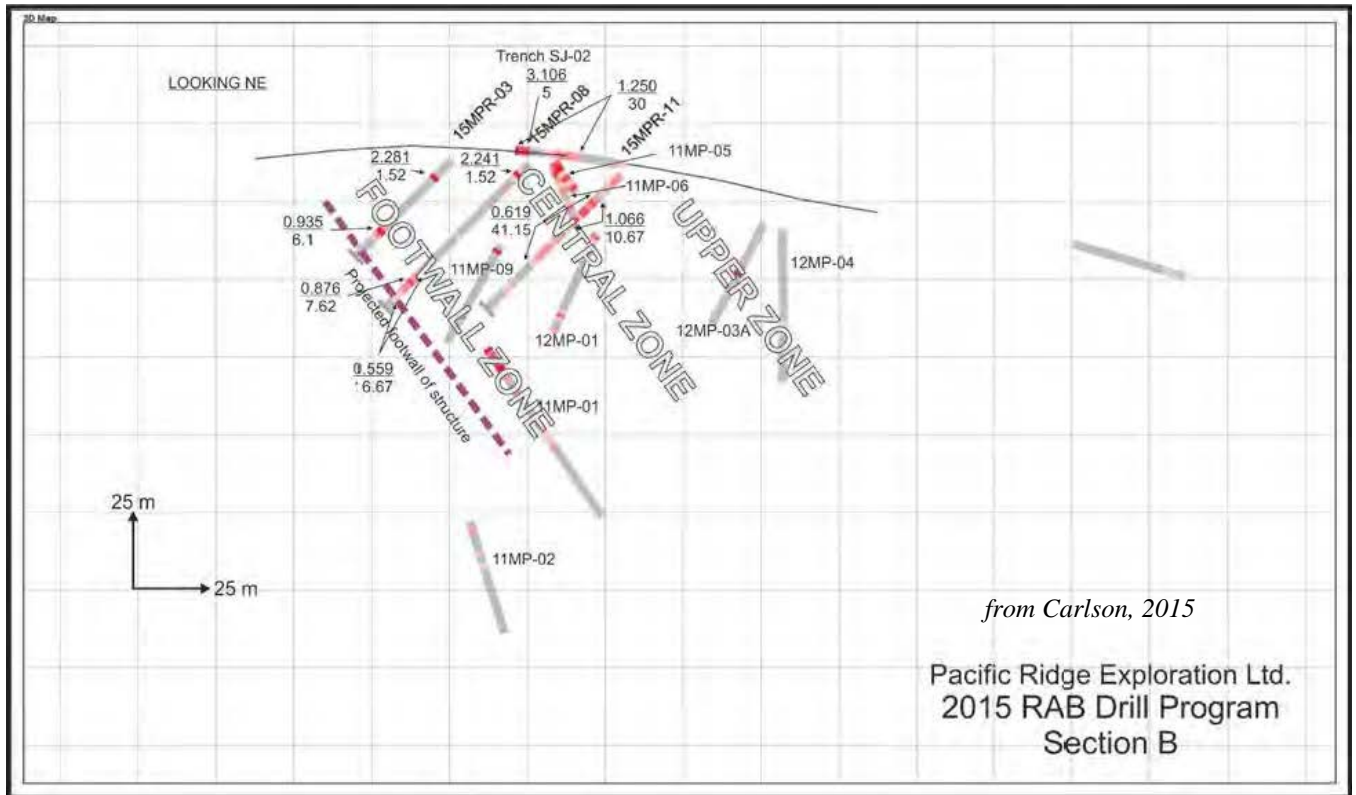 2D Map
LOOKING NE
Trench SJ-02
3.106
5
1.250
30
15MPR-03
15MPR-08
15MPR-11
11MP-05
11MP-06
2.281
1.52
2.241
1.52
0.619
41.15
1.066
10.67
0.935
6.1
FOOTWALL ZONE
CENTRAL ZONE
UPPER ZONE
11MP-09
12MP-04
12MP-03A
12MP-01
0.876
7.62
Projected footwall of structure
0.559
6.67
11MP-01
11MP-02
25 m
25 m
from Carlson, 2015
Pacific Ridge Exploration Ltd.
2015 RAB Drill Program
Section B